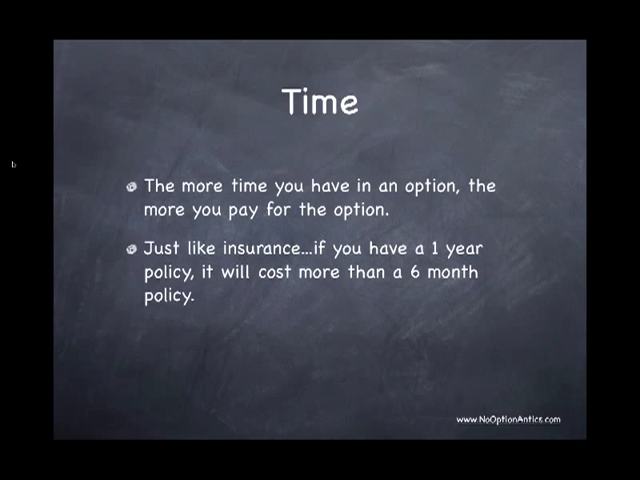 Time
The more time you have in an option, the
more you pay for the option.
Just like insurance...if you have a 1 year
policy, it will cost more than a 6 month
policy.
www.NoOptionAntics.com